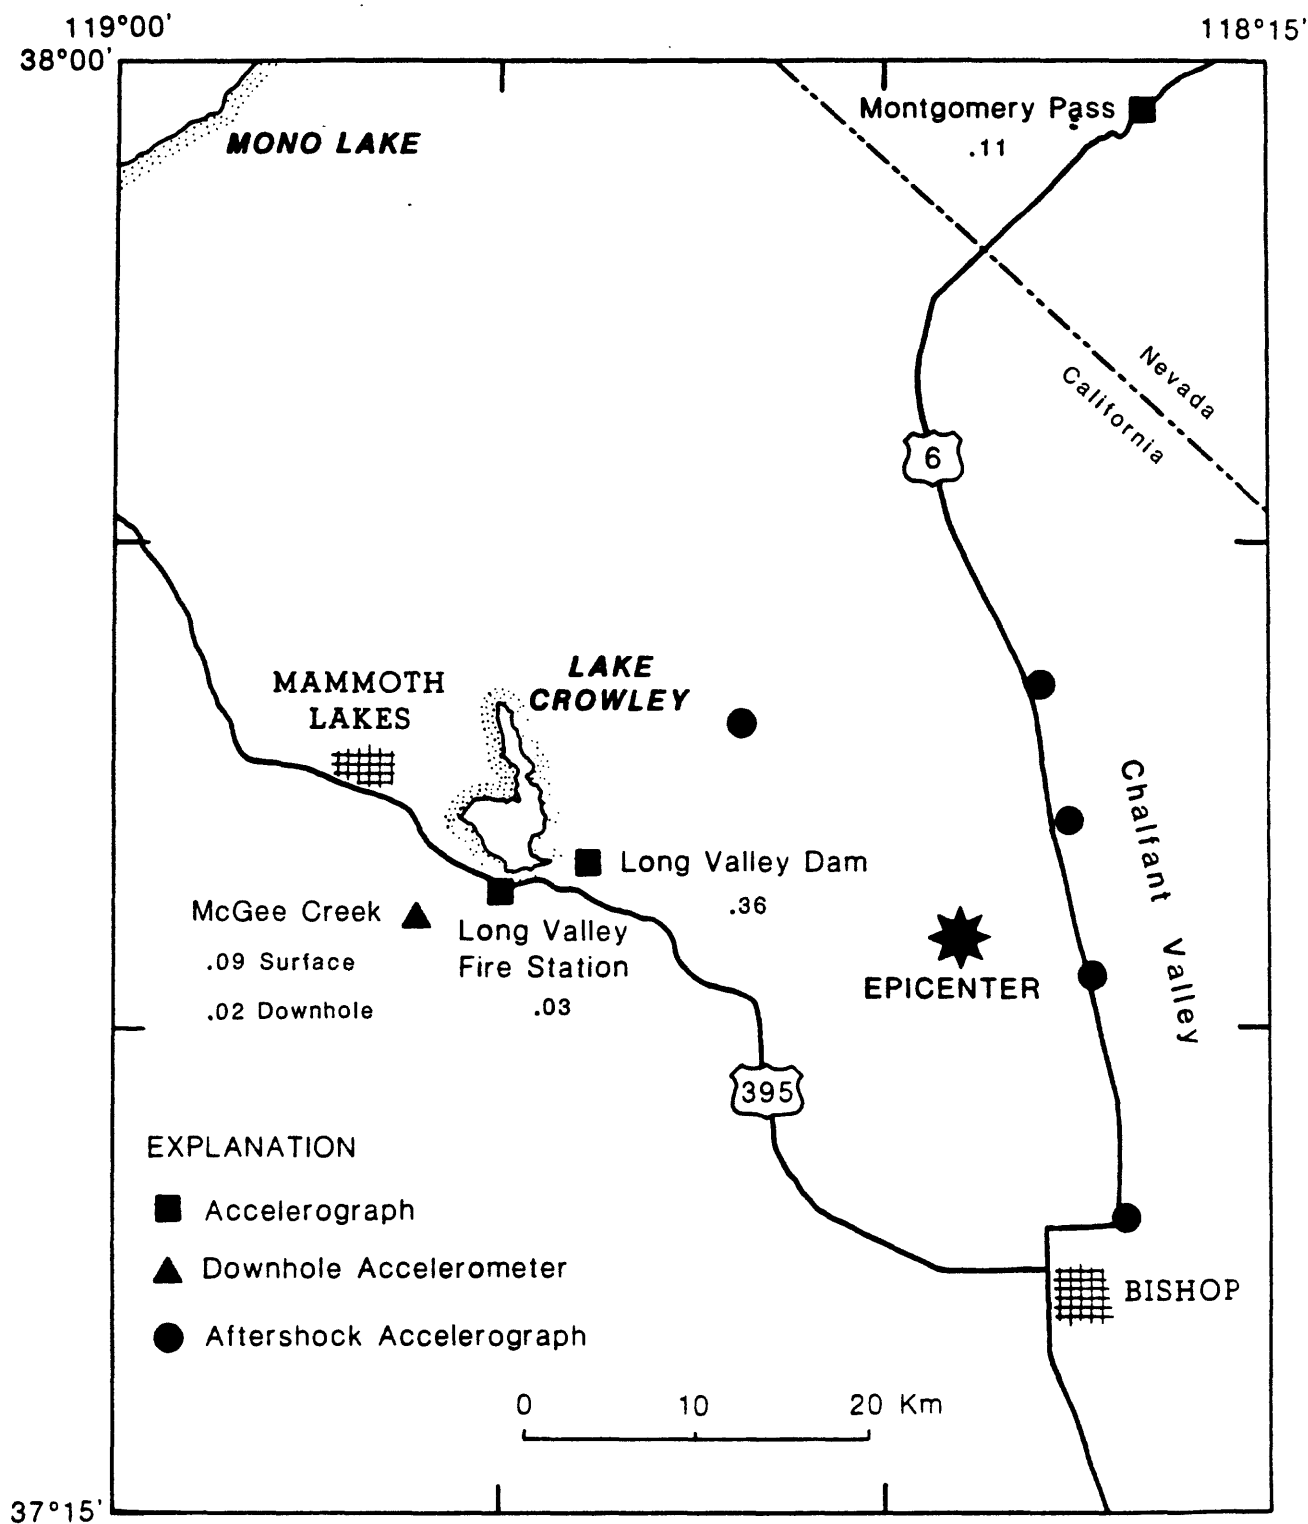 119°00'
118°15'
38°00'
Montgomery Pass
.11
MONO LAKE
Nevada
California
6
LAKE
CROWLEY
MAMMOTH
LAKES
Chalfant Valley
Long Valley Dam
.36
McGee Creek
.09 Surface
.02 Downhole
Long Valley
Fire Station
.03
EPICENTER
395
EXPLANATION
Accelerograph
Downhole Accelerometer
Aftershock Accelerograph
BISHOP
0 10 20 Km
37°15'